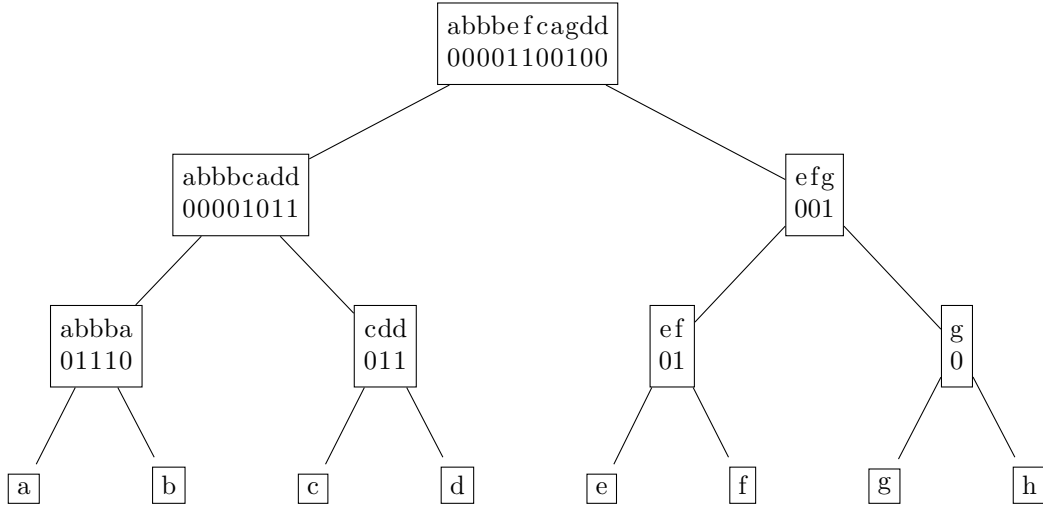 abbbefcagdd
00001100100
abbbcadd
00001011
efg
001
abbba
01110
cdd
011
ef
01
g
0
a
b
c
d
e
f
g
h